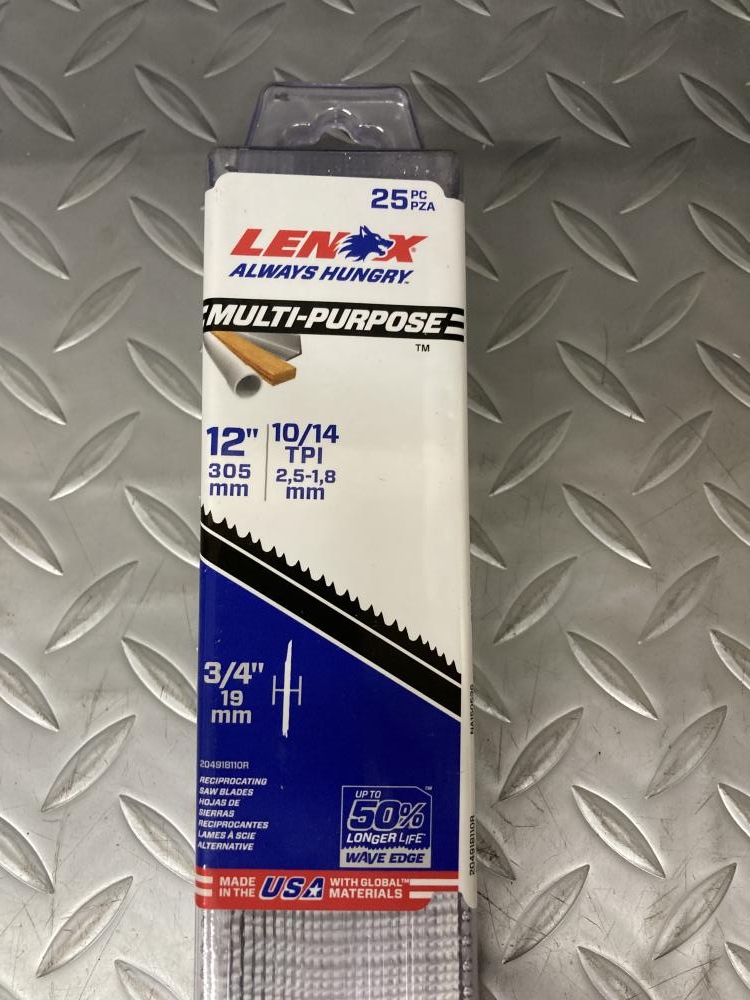 25 PC
PZA
LENOX
ALWAYS HUNGRY.
MULTI-PURPOSE
TM
12" 10/14
TPI
305
mm
2,5-1,8
mm
3/4"
19
mm
204918110R
RECIPROCATING
SAW BLADES
HOJAS DE
SIERRAS
RECIPROCANTES
LAMES À SCIE
ALTERNATIVE
UP TO
50%
LONGER LIFE
WAVE EDGE
MADE
IN THE
USA
WITH GLOBAL
MATERIALS
204918110R